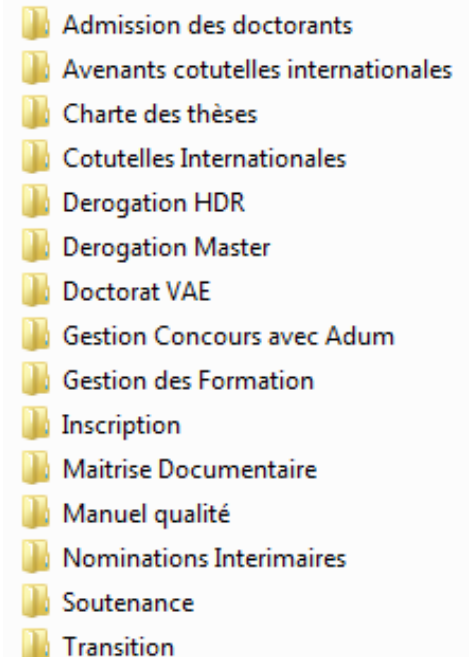 Admission des doctorants
Avenants cotutelles internationales
Charte des thèses
Cotutelles Internationales
Derogation HDR
Derogation Master
Doctorat VAE
Gestion Concours avec Adum
Gestion des Formation
Inscription
Maitrise Documentaire
Manuel qualité
Nominations Interimaires
Soutenance
Transition